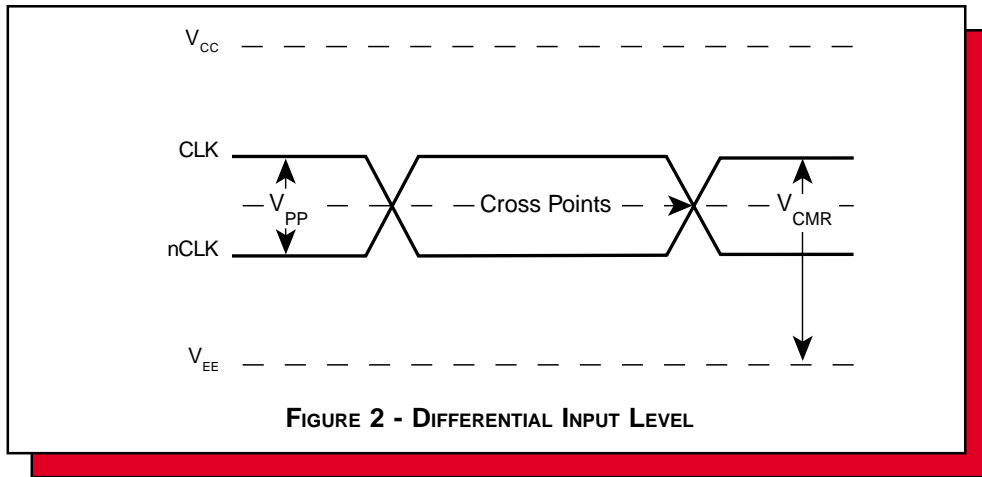 VCC
CLK
VPP
Cross Points
VCMR
nCLK
VEE
FIGURE 2 - DIFFERENTIAL INPUT LEVEL